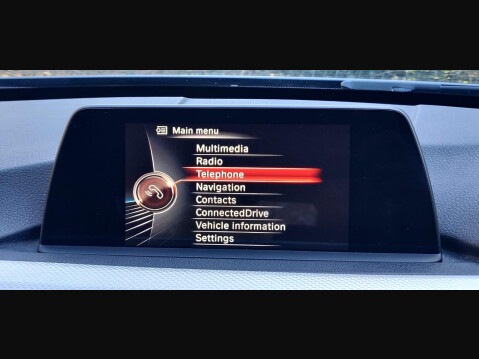 Main menu
Multimedia
Radio
Telephone
Navigation
Contacts
ConnectedDrive
Vehicle information
Settings